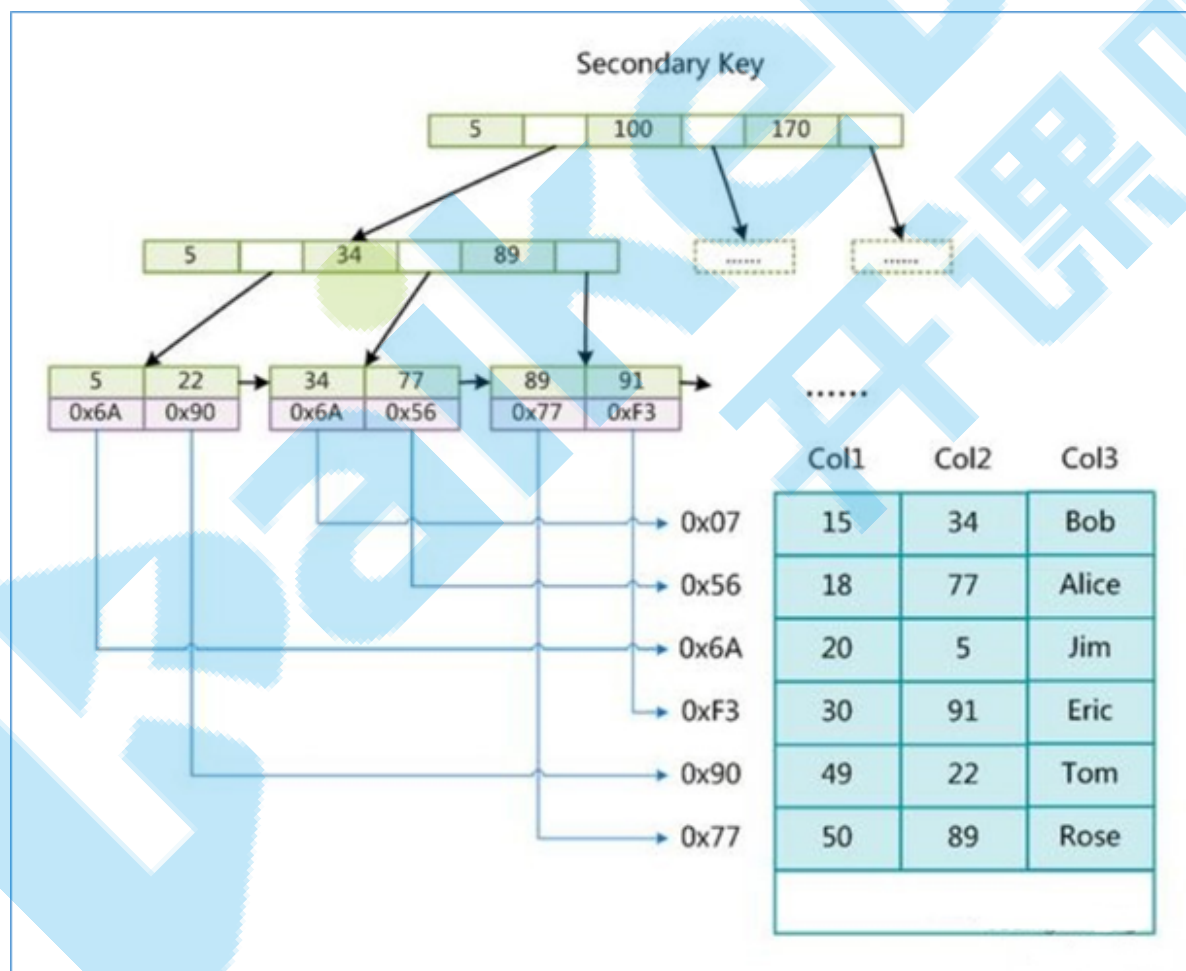 Secondary Key
5 100 170
5 34 89
...... ......
5 22 34 77 89 91
0x6A 0x90 0x6A 0x56 0x77 0xF3
......
Col1 Col2 Col3
0x07 15 34 Bob
0x56 18 77 Alice
0x6A 20 5 Jim
0xF3 30 91 Eric
0x90 49 22 Tom
0x77 50 89 Rose
开课